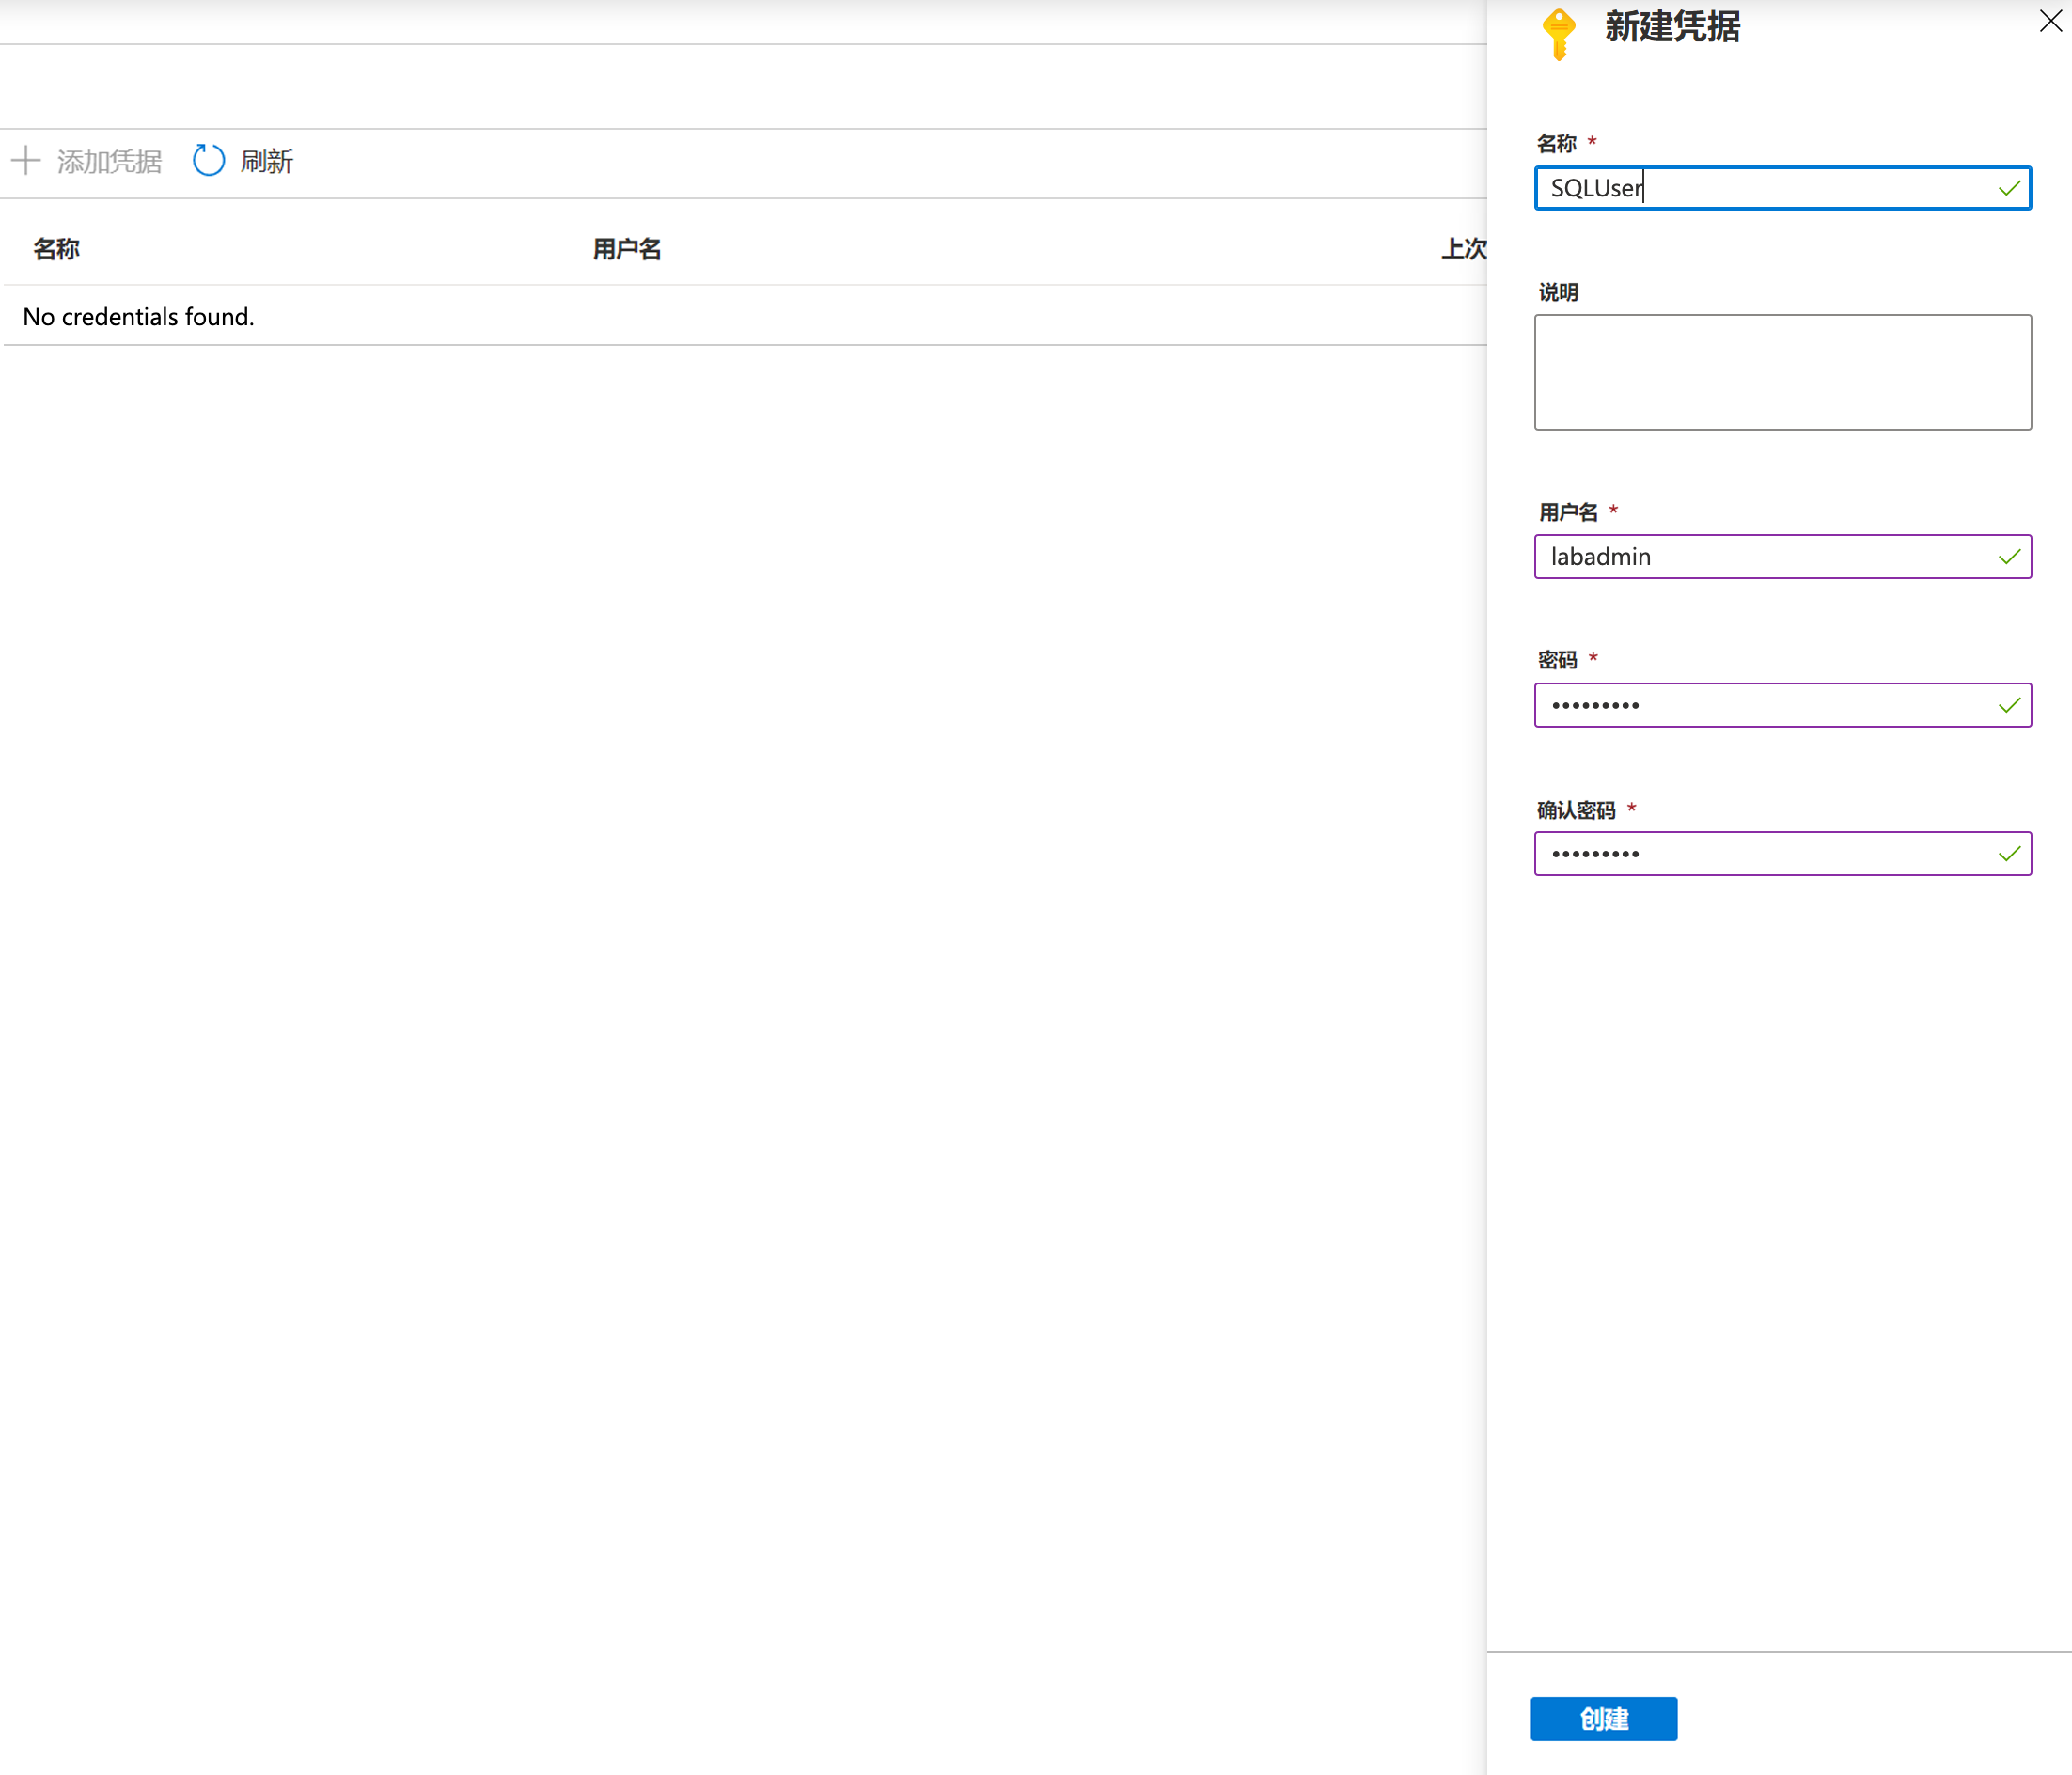 添加凭据 刷新
名称 用户名 上次
No credentials found.
新建凭据
名称 *
SQLUser
说明
用户名 *
labadmin
密码 *
•••••••••
确认密码 *
•••••••••
创建